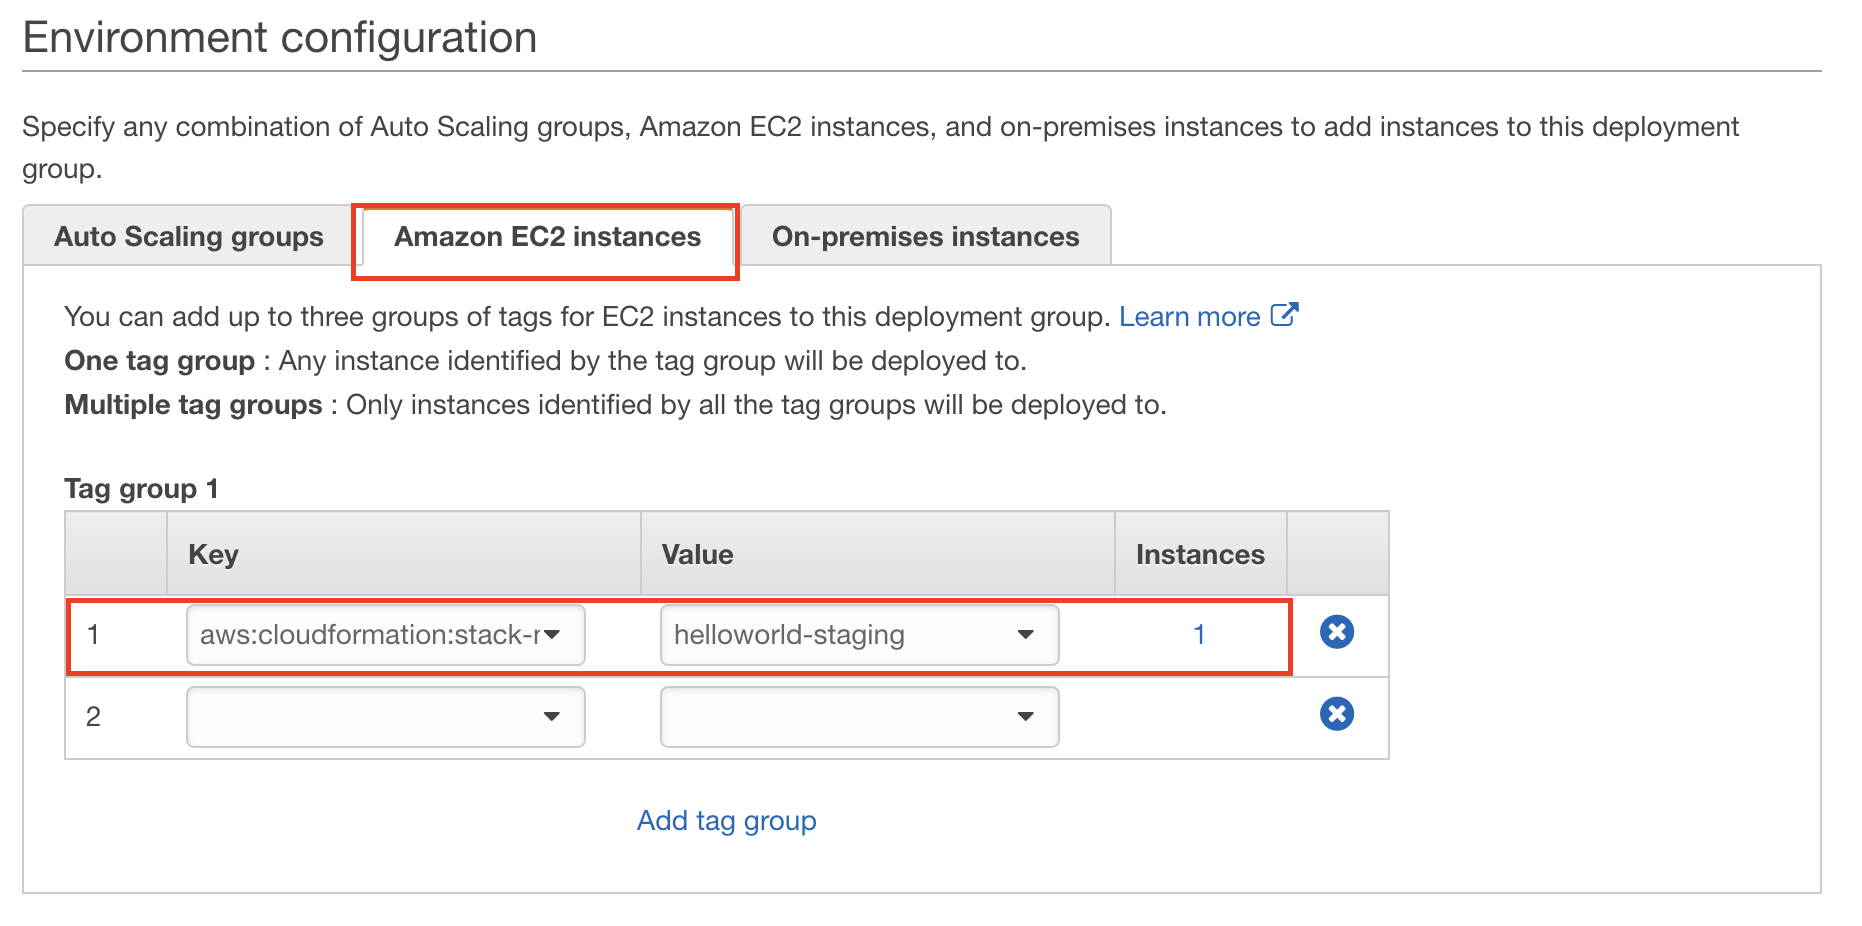 Environment configuration
Specify any combination of Auto Scaling groups, Amazon EC2 instances, and on-premises instances to add instances to this deployment
group.
Auto Scaling groups Amazon EC2 instances On-premises instances
You can add up to three groups of tags for EC2 instances to this deployment group. Learn more
One tag group : Any instance identified by the tag group will be deployed to.
Multiple tag groups : Only instances identified by all the tag groups will be deployed to.
Tag group 1
Key Value Instances
1 aws:cloudformation:stack- helloworld-staging 1
2
Add tag group